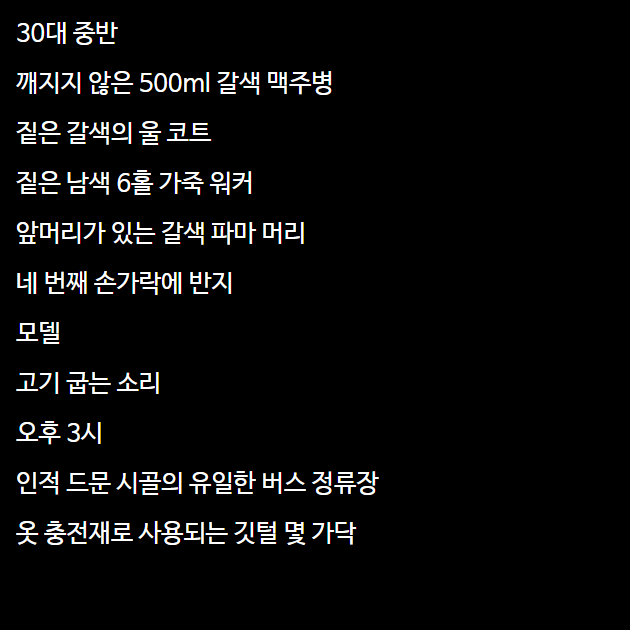 30대 중반
깨지지 않은 500ml 갈색 맥주병
짙은 갈색의 울 코트
짙은 남색 6홀 가죽 워커
앞머리가 있는 갈색 파마 머리
네 번째 손가락에 반지
모델
고기 굽는 소리
오후 3시
인적 드문 시골의 유일한 버스 정류장
옷 충전재로 사용되는 깃털 몇 가닥